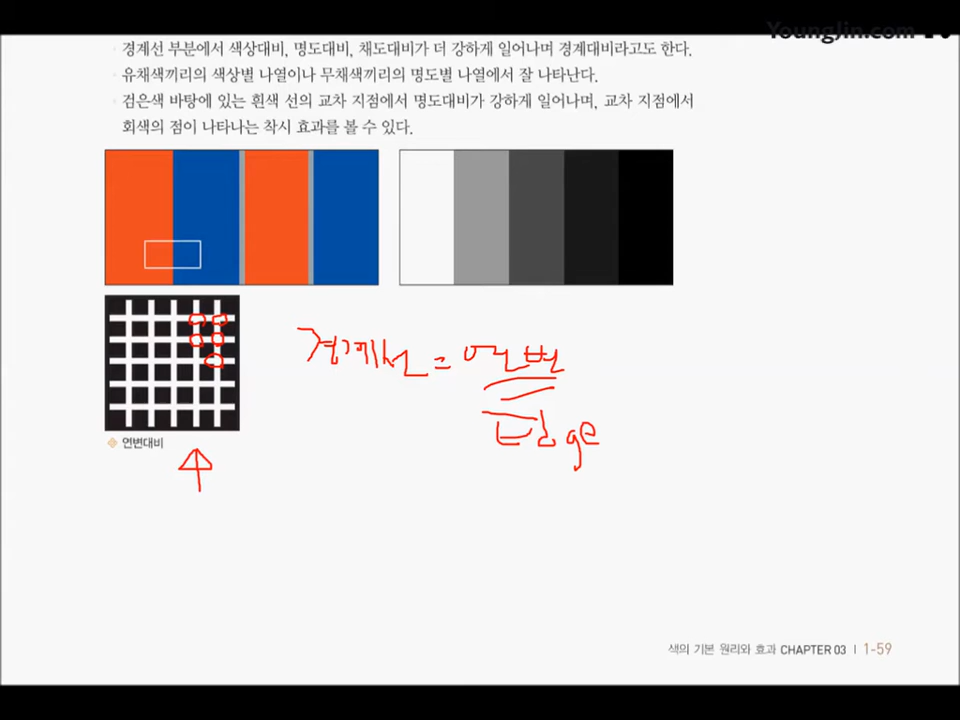 Youngjin.com
경계선 부분에서 색상대비, 명도대비, 채도대비가 더 강하게 일어나며 경계대비라고도 한다.
유채색끼리의 색상별 나열이나 무채색끼리의 명도별 나열에서 잘 나타난다.
검은색 바탕에 있는 흰색 선의 교차 지점에서 명도대비가 강하게 일어나며, 교차 지점에서
회색의 점이 나타나는 착시 효과를 볼 수 있다.
경계선 = 연변
연변대비
색의 기본 원리와 효과 CHAPTER 03 | 1-59